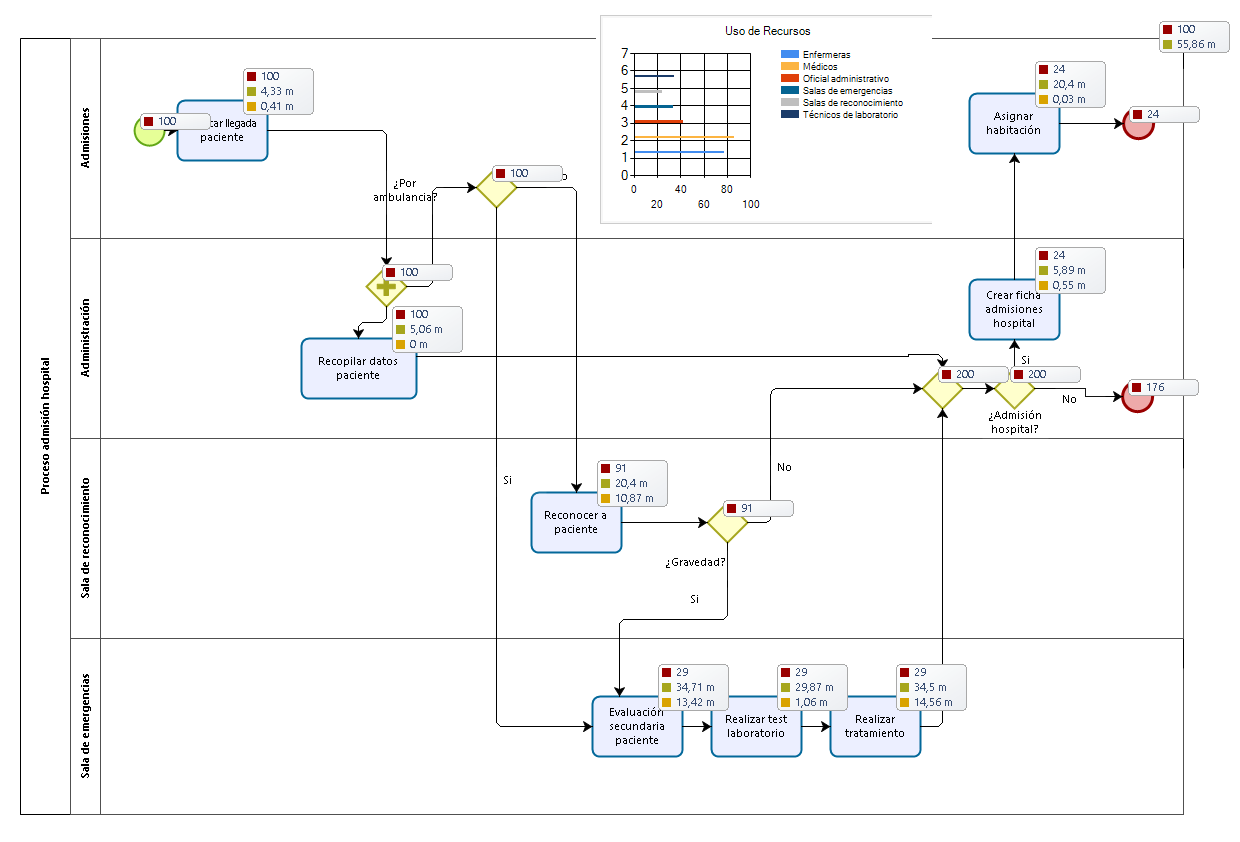 Proceso admisión hospital
Uso de Recursos
7
6
5
4
3
2
1
0
0
40
80
20
60
100
Enfermeras
Médicos
Oficial administrativo
Salas de emergencias
Salas de reconocimiento
Técnicos de laboratorio
100
55,86 m
Admisiones
100
100
4,33 m
0,41 m
llegada
paciente
¿Por
ambulancia?
100
24
20,4 m
0,03 m
Asignar
habitación
24
Administración
100
100
5,06 m
0 m
Recopilar datos
paciente
24
5,89 m
0,55 m
Crear ficha
admisiones
hospital
Si
200
200
¿Admisión
hospital?
No
176
Sala de reconocimiento
Si
91
20,4 m
10,87 m
Reconocer a
paciente
91
¿Gravedad?
No
Si
Sala de emergencias
29
34,71 m
13,42 m
Evaluación
secundaria
paciente
29
29,87 m
1,06 m
Realizar test
laboratorio
29
34,5 m
14,56 m
Realizar
tratamiento